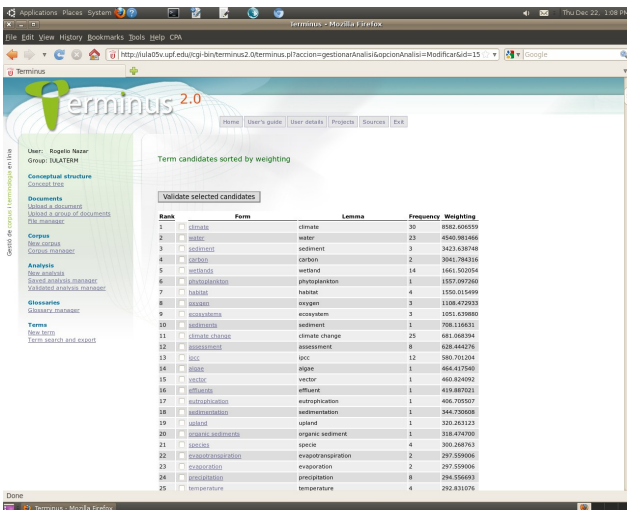 Applications Places System
Thu Dec 22, 1:08 PM
Terminus - Mozilla Firefox
File Edit View History Bookmarks Tools Help CPA
http://iula05v.upf.edu//cgi-bin/terminus2.0/terminus.pl?accion=gestionarAnalisi&opcionAnalisi=Modificar&id=15
Google
Terminus
Terminus 2.0
Home User's guide User details Projects Sources Exit
Gestió de corpus i terminologia en línia
User: Rogelio Nazar
Group: IULATERM
Conceptual structure
Concept tree
Documents
Upload a document
Upload a group of documents
File manager
Corpus
New corpus
Corpus manager
Analysis
New analysis
Saved analysis manager
Validated analysis manager
Glossaries
Glossary manager
Terms
New term
Term search and export
Term candidates sorted by weighting
Validate selected candidates
Rank Form Lemma Frequency Weighting
1 climate climate 30 8582.606559
2 water water 23 4540.981466
3 sediment sediment 3 3423.638748
4 carbon carbon 2 3041.784316
5 wetlands wetland 14 1661.502054
6 phytoplankton phytoplankton 1 1557.097260
7 habitat habitat 4 1550.015499
8 oxygen oxygen 3 1108.472933
9 ecosystems ecosystem 3 1051.639880
10 sediments sediment 1 708.116631
11 climate change climate change 25 681.068394
12 assessment assessment 8 628.444276
13 ipcc ipcc 12 580.701204
14 algae algae 1 464.417540
15 vector vector 1 460.824092
16 effluents effluent 1 419.887021
17 eutrophication eutrophication 1 406.705507
18 sedimentation sedimentation 1 344.730608
19 upland upland 1 320.263123
20 organic sediments organic sediment 1 318.474700
21 species specie 4 300.268763
22 evapotranspiration evapotranspiration 2 297.559006
23 evaporation evaporation 2 297.559006
24 precipitation precipitation 8 294.556693
25 temperature temperature 4 292.831076
Done
Terminus - Mozilla Firefox